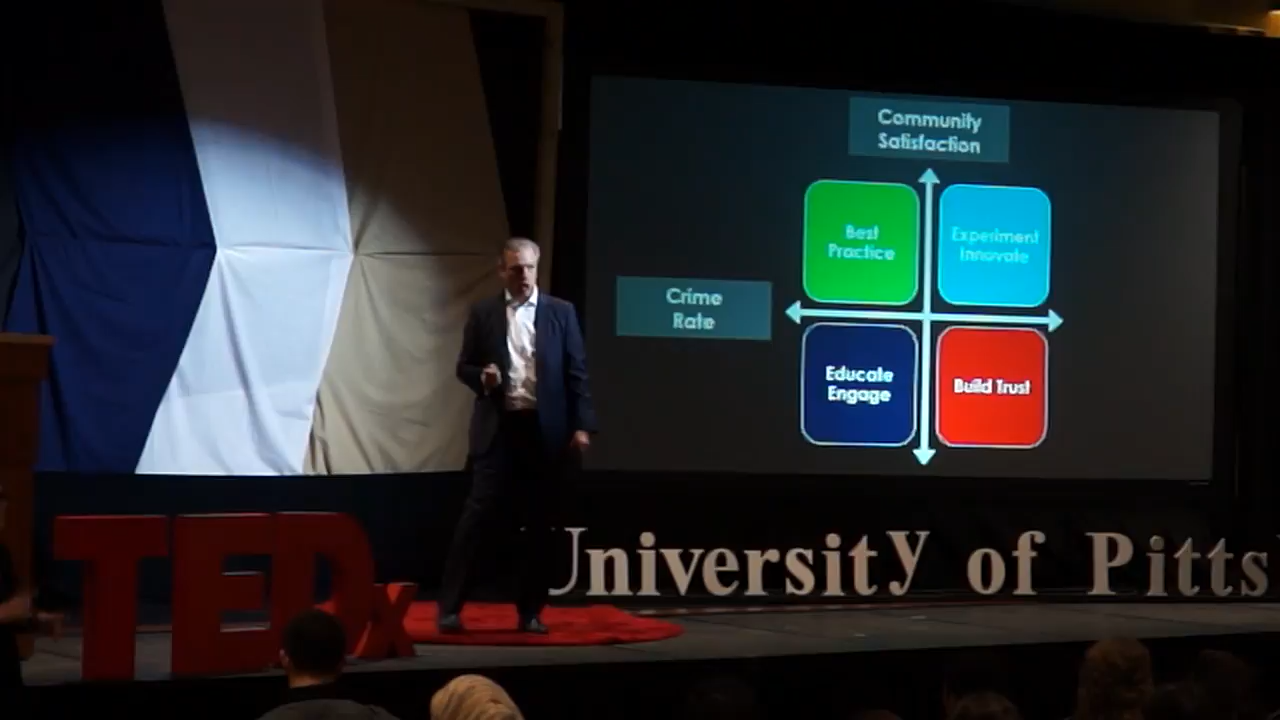 Community
Satisfaction
Best
Practice
Experiment
Innovate
Crime
Rate
Educate
Engage
Build Trust
TEDx
University of Pitts